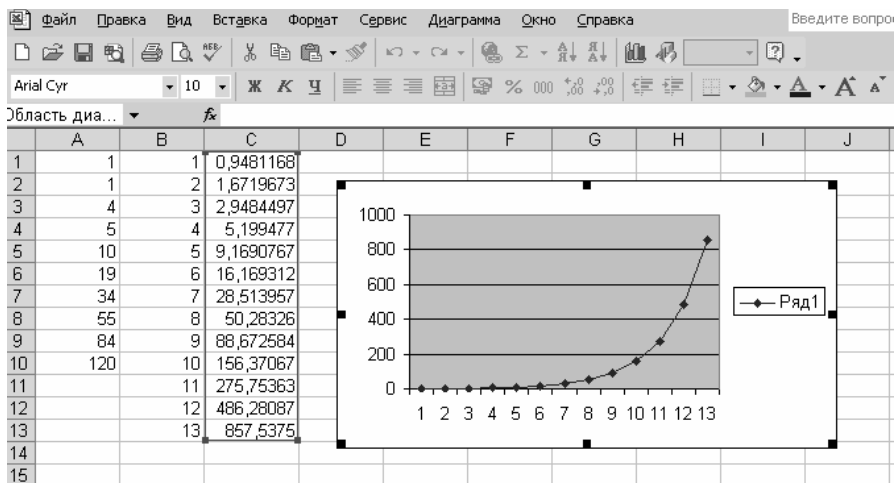 Файл Правка Вид Вставка Формат Сервис Диаграмма Окно Справка Введите вопро
Arial Cyr 10 Ж К Ч % 000 ,00 А А А
Область диа... fx
A B C D E F G H I J
1 1 1 0,9481168
2 1 2 1,6719673
3 4 3 2,9484497
4 5 4 5,199477
5 10 5 9,1690767
6 19 6 16,169312
7 34 7 28,513957
8 55 8 50,28326
9 84 9 88,672584
10 120 10 156,37067
11 11 275,75363
12 12 486,28087
13 13 857,5375
14
15
1000
800
600
400
200
0
1 2 3 4 5 6 7 8 9 10 11 12 13
Ряд1